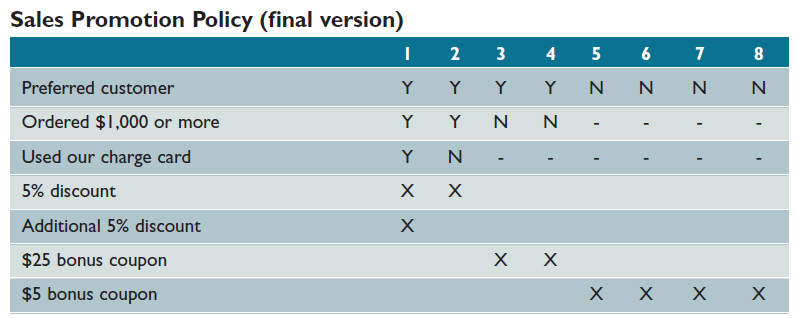 Sales Promotion Policy (final version)
1 2 3 4 5 6 7 8
Preferred customer Y Y Y Y N N N N
Ordered $1,000 or more Y Y N N - - - -
Used our charge card Y N - - - - - -
5% discount X X
Additional 5% discount X
$25 bonus coupon X X
$5 bonus coupon X X X X